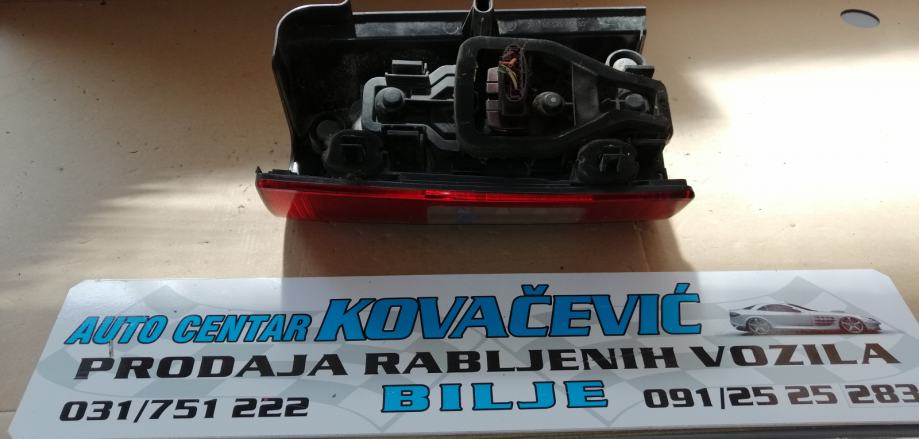 AUTO CENTAR KOVAČEVIĆ
PRODAJA RABLJENIH VOZILA
031/751 222 BILJE 091/25 25 283